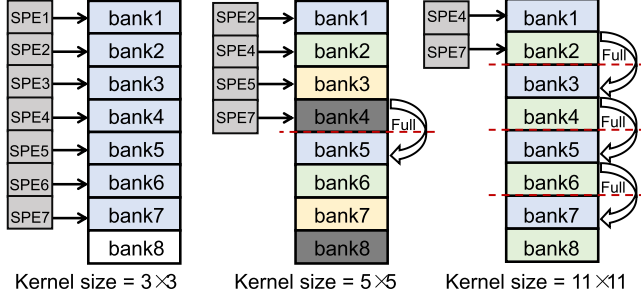 SPE1 bank1
SPE2 bank2
SPE3 bank3
SPE4 bank4
SPE5 bank5
SPE6 bank6
SPE7 bank7
bank8
Kernel size = 3×3
SPE2 bank1
SPE4 bank2
SPE5 bank3
SPE7 bank4
Full
bank5
bank6
bank7
bank8
Kernel size = 5×5
SPE4 bank1
SPE7 bank2
Full
bank3
bank4
Full
bank5
bank6
Full
bank7
bank8
Kernel size = 11×11